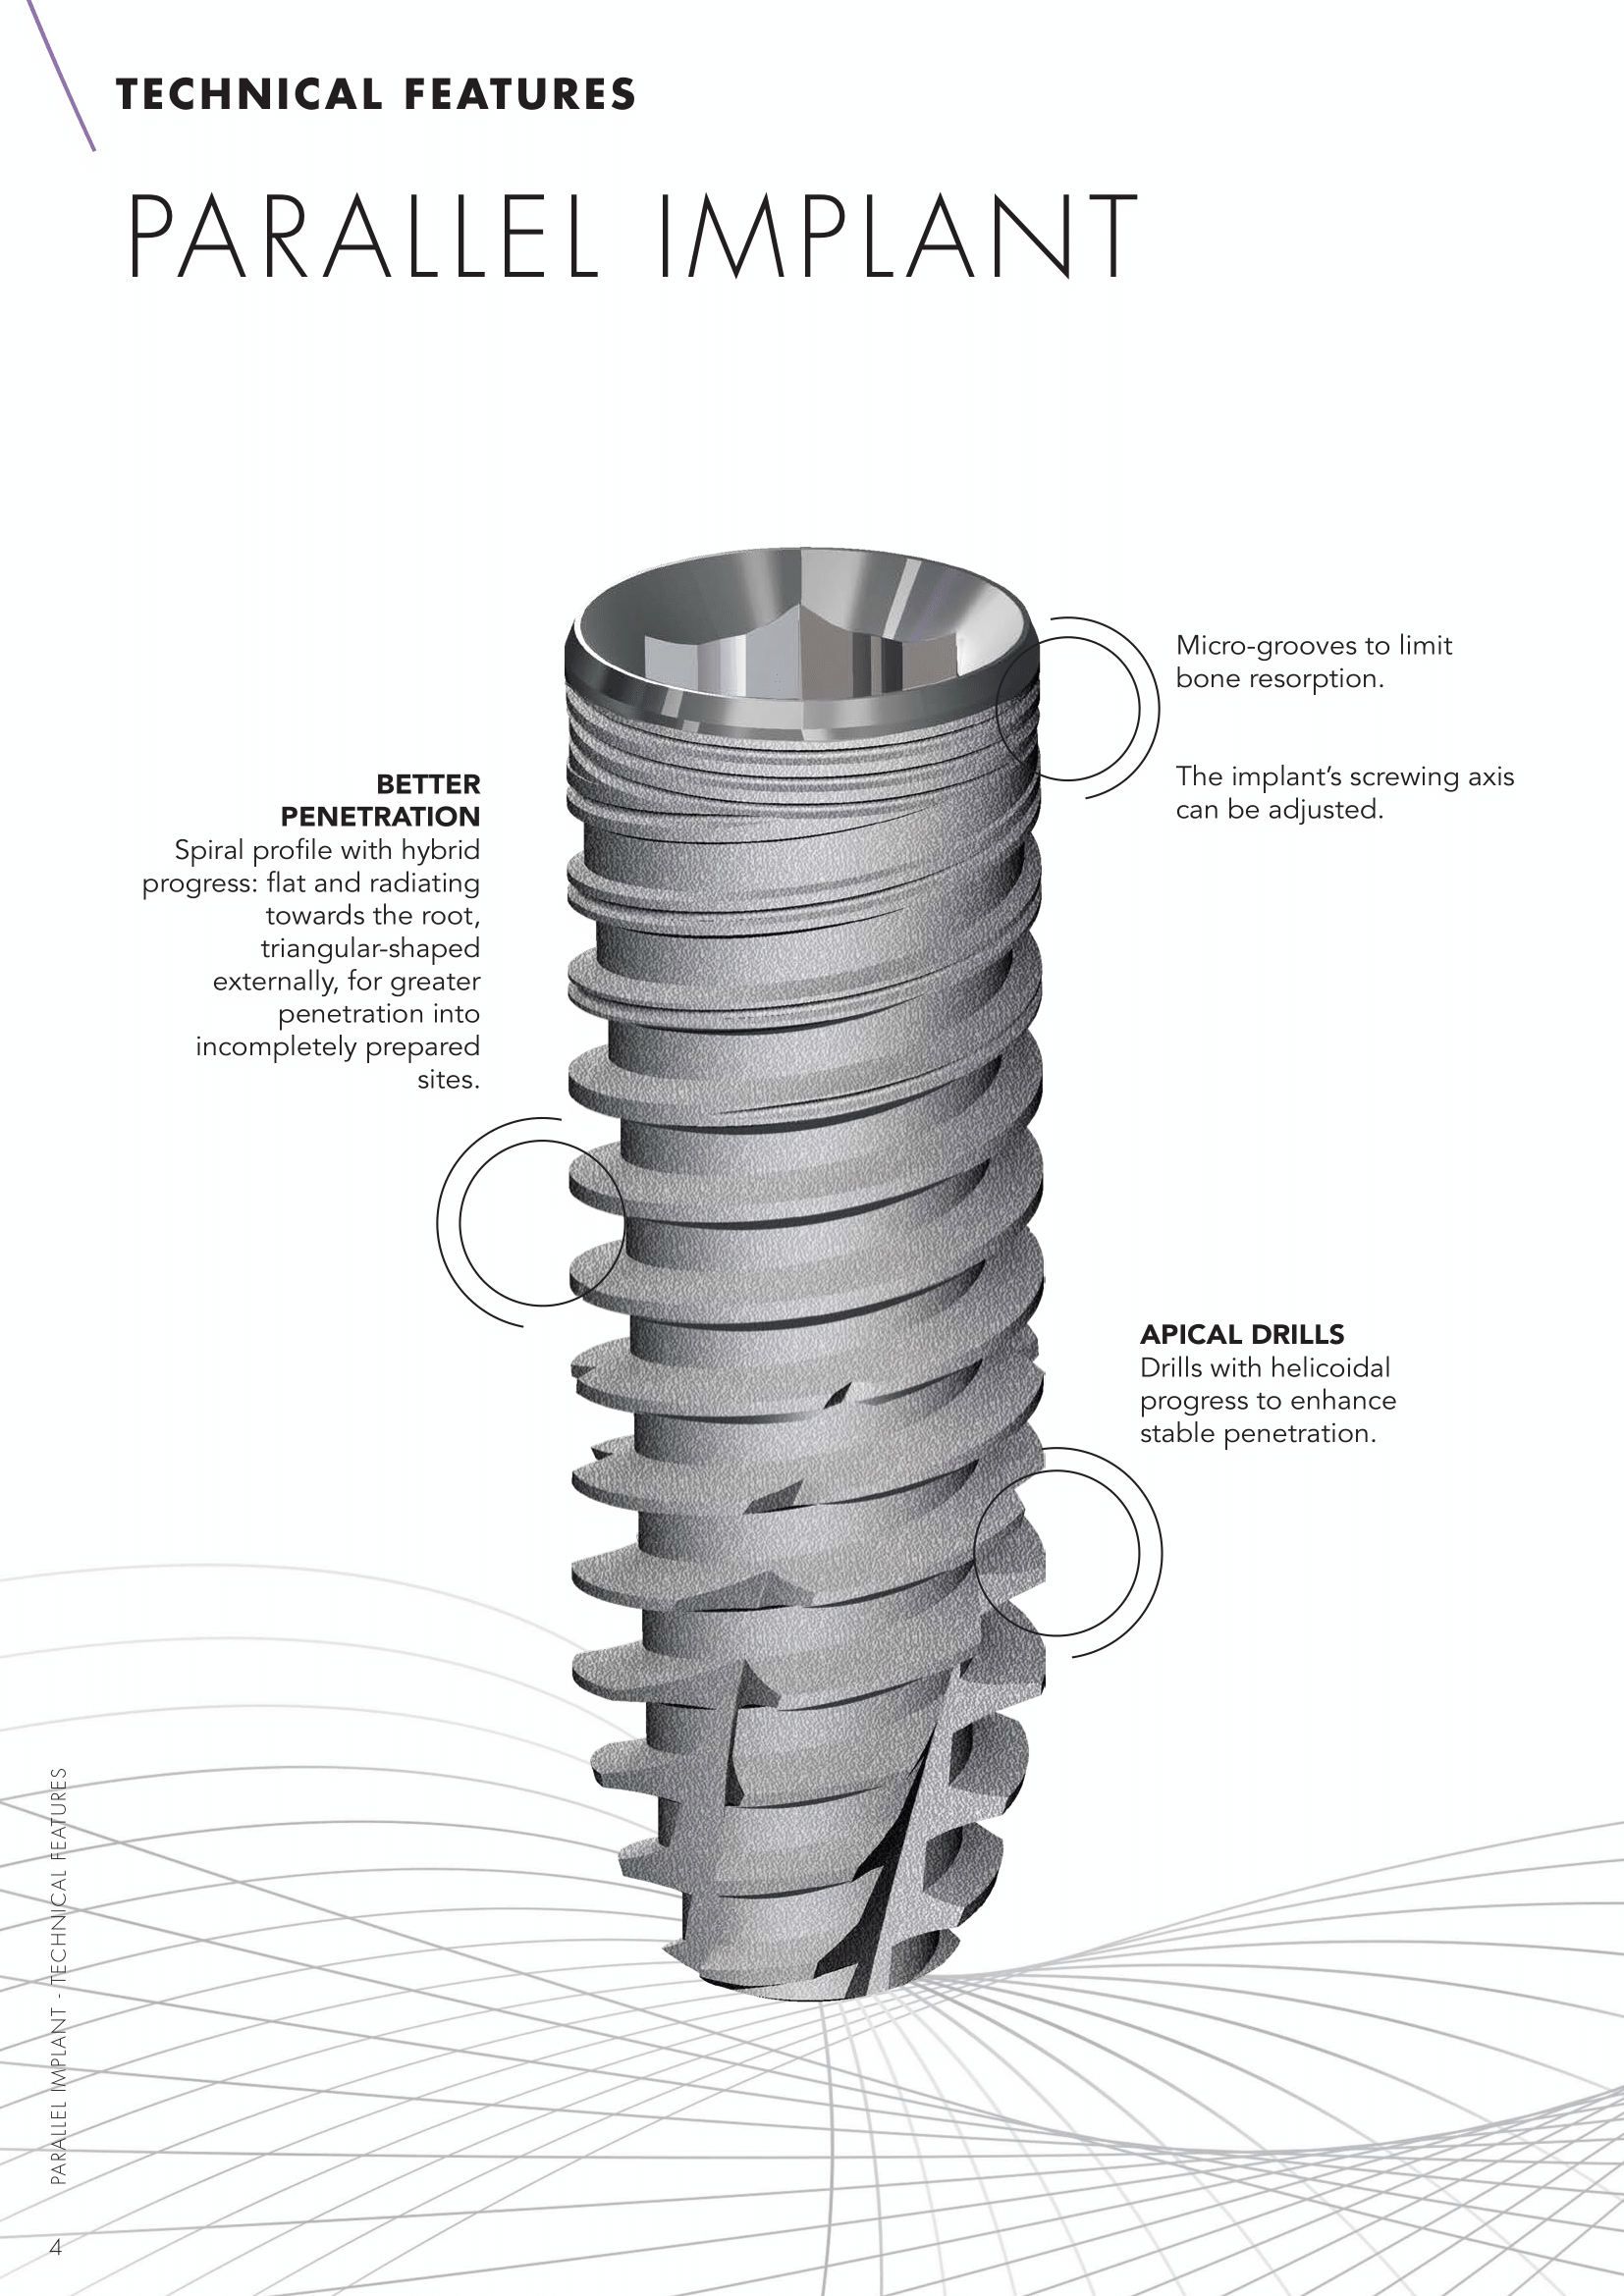 TECHNICAL FEATURES
PARALLEL IMPLANT
Micro-grooves to limit
bone resorption.
The implant’s screwing axis
can be adjusted.
BETTER
PENETRATION
Spiral profile with hybrid
progress: flat and radiating
towards the root,
triangular-shaped
externally, for greater
penetration into
incompletely prepared
sites.
APICAL DRILLS
Drills with helicoidal
progress to enhance
stable penetration.
PARALLEL IMPLANT - TECHNICAL FEATURES
4